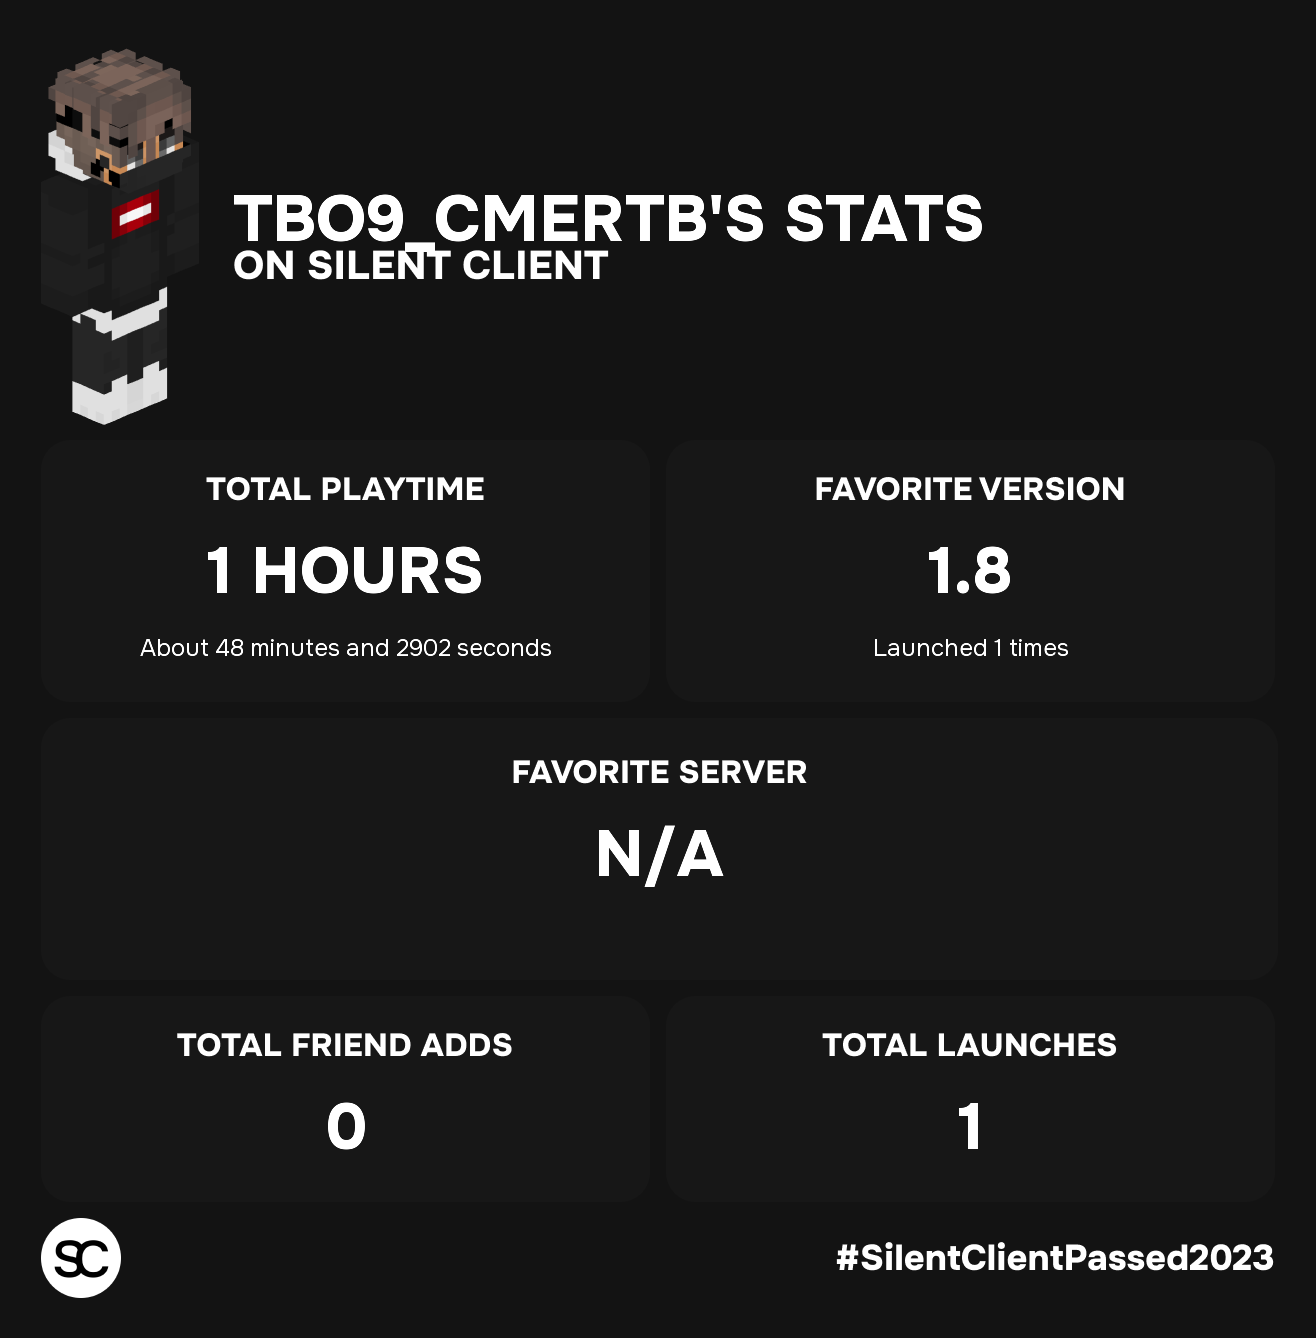 TBO9_CMERTB'S STATS
ON SILENT CLIENT
TOTAL PLAYTIME
1 HOURS
About 48 minutes and 2902 seconds
FAVORITE VERSION
1.8
Launched 1 times
FAVORITE SERVER
N/A
TOTAL FRIEND ADDS
0
TOTAL LAUNCHES
1
SC
#SilentClientPassed2023